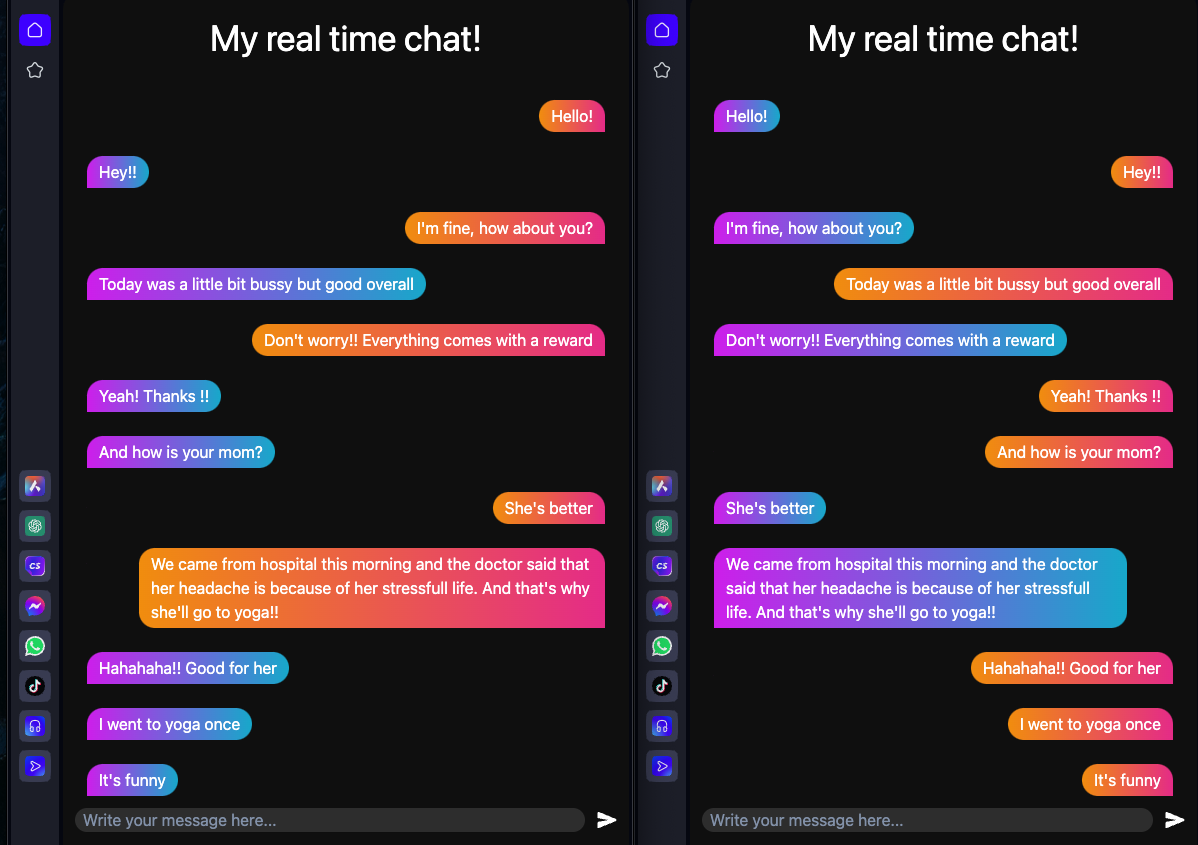 My real time chat!
Hello!
Hey!!
I'm fine, how about you?
Today was a little bit bussy but good overall
Don't worry!! Everything comes with a reward
Yeah! Thanks !!
And how is your mom?
She's better
We came from hospital this morning and the doctor said that
her headache is because of her stressfull life. And that's why
she'll go to yoga!!
Hahahaha!! Good for her
I went to yoga once
It's funny
Write your message here...
CS
My real time chat!
Hello!
Hey!!
I'm fine, how about you?
Today was a little bit bussy but good overall
Don't worry!! Everything comes with a reward
Yeah! Thanks !!
And how is your mom?
She's better
We came from hospital this morning and the doctor
said that her headache is because of her stressfull
life. And that's why she'll go to yoga!!
Hahahaha!! Good for her
I went to yoga once
It's funny
Write your message here...
CS